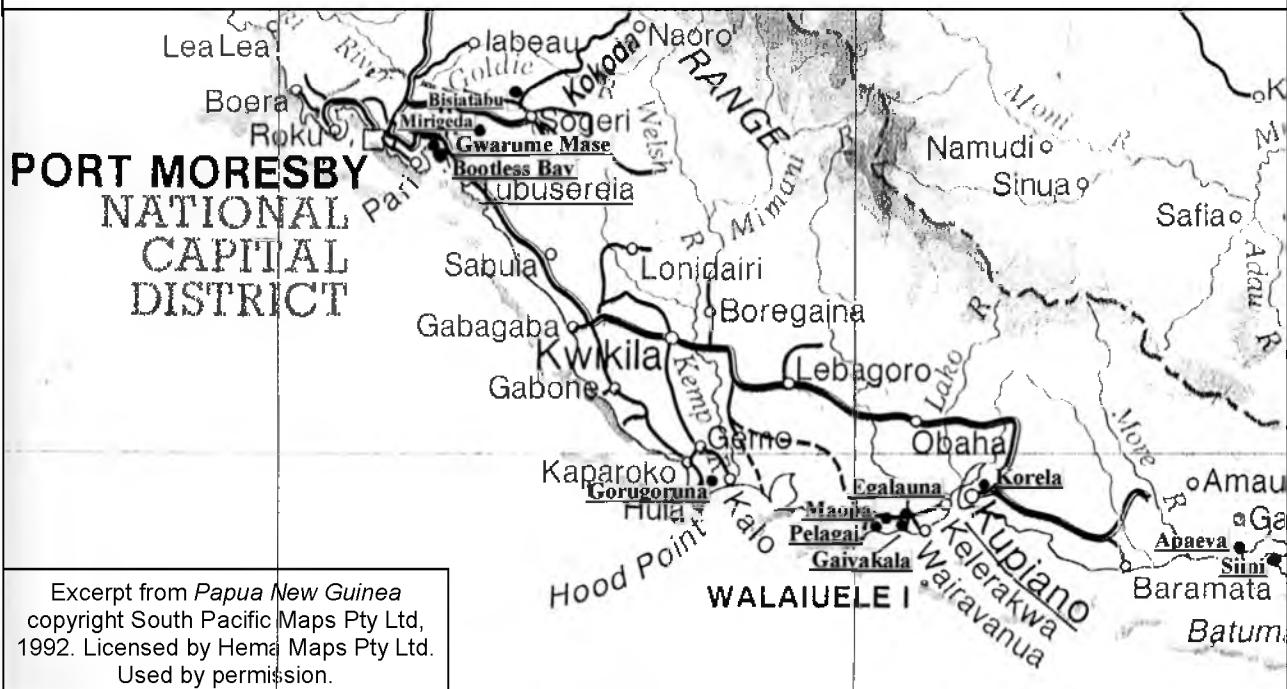 Lea Lea
River
Iabeau
Goldie
R
Kokoda
Naoro
RANGE
Boera
Roku
Bisiatabu
Mirigeda
Sogeri
Welsh
Gwarume Mase
Bootless Bay
PORT MORESBY
NATIONAL
CAPITAL
DISTRICT
Pari
Lubusereia
Mimani
R
R
Moni R
Namudi
Sinua
Safia
Adau
R
Sabuia
Lonidairi
Boregaina
Gabagaba
Kwikila
Kemp
R
Gabone
Lebagoro
Lako
R
Obaha
More
R
Gemo
Kaparoko
Gorugoruna
Hula
Kalo
Hood Point
Egalauna
Korela
Maopa
Pelagai
Gaivakala
Kupiano
Kelerakwa
Wairavanua
WALAIUELE I
Amau
Ga
Apaeva
Siini
Baramata
Batum
Excerpt from Papua New Guinea
copyright South Pacific Maps Pty Ltd,
1992. Licensed by Hema Maps Pty Ltd.
Used by permission.